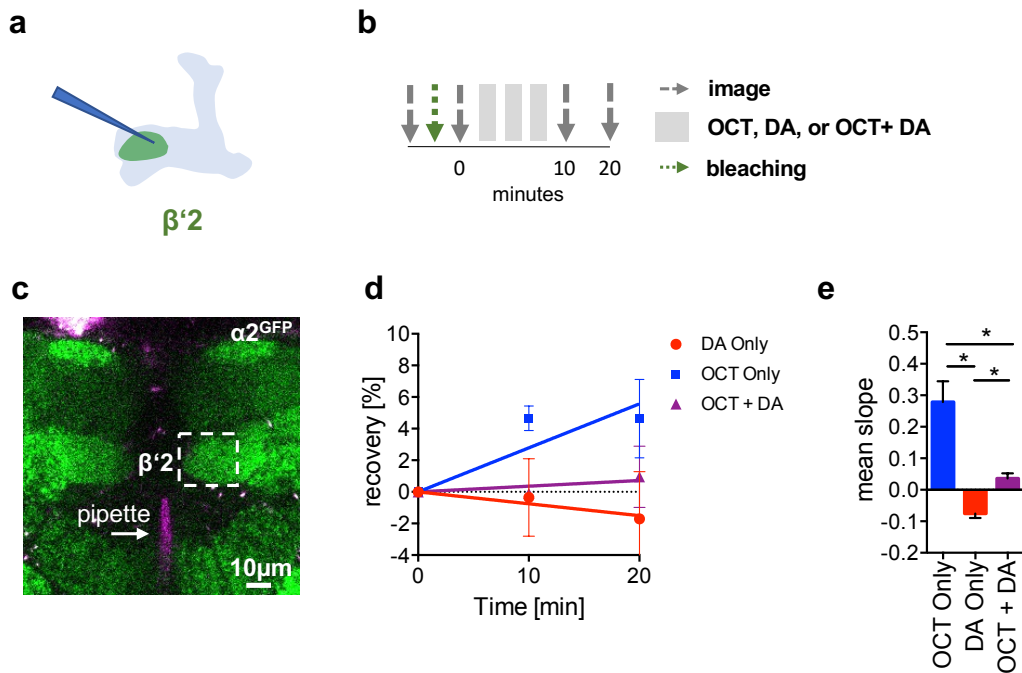 a
β‘2
b
0
10
20
minutes
image
OCT, DA, or OCT+ DA
bleaching
c
α2GFP
β‘2
pipette
10μm
d
10
8
6
4
2
0
-2
-4
0
10
20
recovery [%]
Time [min]
DA Only
OCT Only
OCT + DA
e
0.5
0.4
0.3
0.2
0.1
0.0
-0.1
-0.2
mean slope
*
*
*
OCT Only
DA Only
OCT + DA